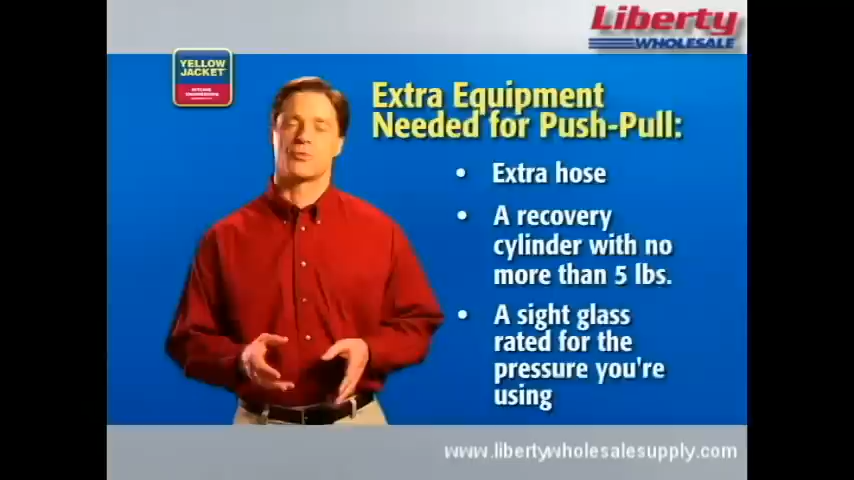 Liberty
WHOLESALE
YELLOW
JACKET
Extra Equipment
Needed for Push-Pull:
• Extra hose
• A recovery
cylinder with no
more than 5 lbs.
• A sight glass
rated for the
pressure you're
using
www.libertywholesalesupply.com